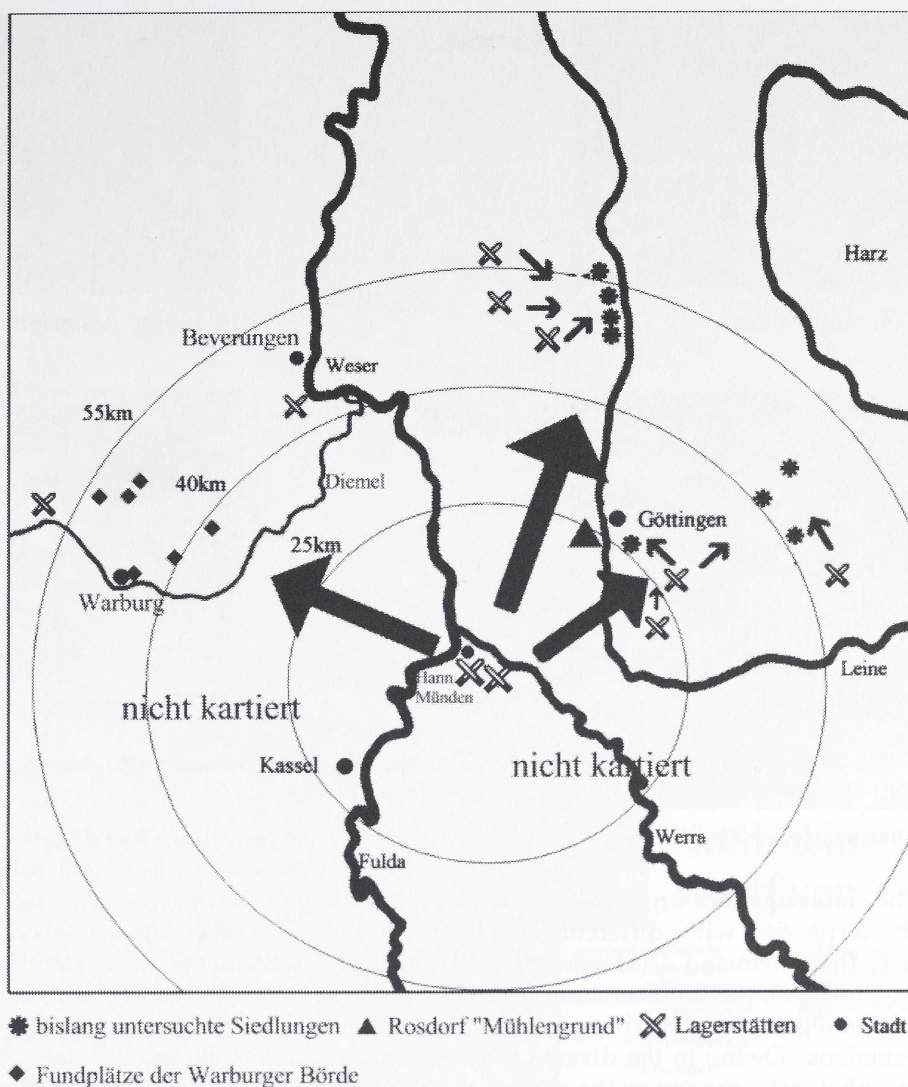 Harz
Beverungen
Weser
55km
40km
Diemel
Göttingen
25km
Warburg
Leine
Hann
Münden
nicht kartiert
Kassel
nicht kartiert
Werra
Fulda
bislang untersuchte Siedlungen Rosdorf "Mühlengrund" Lagerstätten Stadt
Fundplätze der Warburger Börde